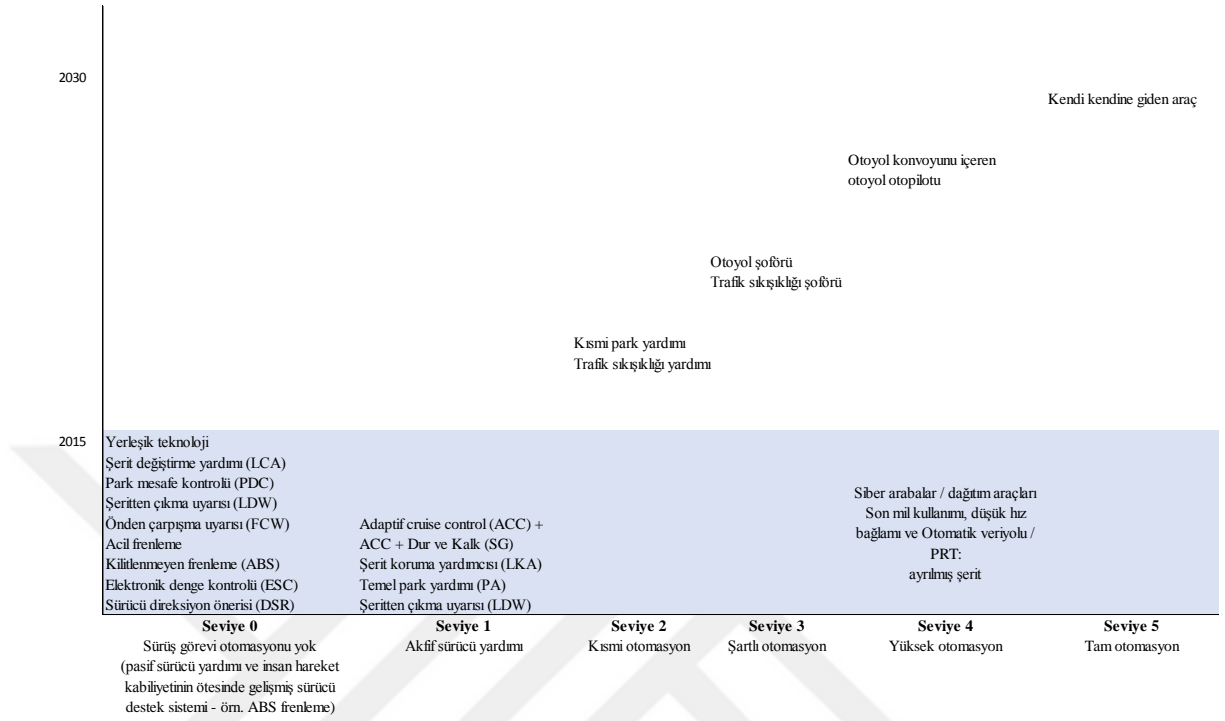 2030
Kendi kendine giden araç
Otoyol konvoyunu içeren
otoyol otopilotu
Otoyol şoförü
Trafik sıkışıklığı şoförü
Kısmi park yardımı
Trafik sıkışıklığı yardımı
2015
Yerleşik teknoloji
Şerit değiştirme yardımı (LCA)
Park mesafe kontrolü (PDC)
Şeritten çıkma uyarısı (LDW)
Önden çarpışma uyarısı (FCW)
Acil frenleme
Kilitlenmeyen frenleme (ABS)
Elektronik denge kontrolü (ESC)
Sürücü direksiyon önerisi (DSR)
Adaptif cruise control (ACC) +
ACC + Dur ve Kalk (SG)
Şerit koruma yardımcısı (LKA)
Temel park yardımı (PA)
Şeritten çıkma uyarısı (LDW)
Siber arabalar / dağıtım araçları
Son mil kullanımı, düşük hız
bağlamı ve Otomatik veriyolu /
PRT:
ayrılmış şerit
Seviye 0
Sürüş görevi otomasyonu yok
(pasif sürücü yardımı ve insan hareket
kabiliyetinin ötesinde gelişmiş sürücü
destek sistemi - örn. ABS frenleme)
Seviye 1
Akfif sürücü yardımı
Seviye 2
Kısmi otomasyon
Seviye 3
Şartlı otomasyon
Seviye 4
Yüksek otomasyon
Seviye 5
Tam otomasyon